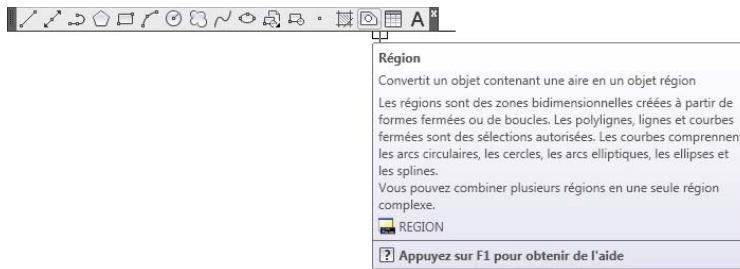 A
Région
Convertit un objet contenant une aire en un objet région
Les régions sont des zones bidimensionnelles créées à partir de
formes fermées ou de boucles. Les polylignes, lignes et courbes
fermées sont des sélections autorisées. Les courbes comprennen
les arcs circulaires, les cercles, les arcs elliptiques, les ellipses et
les splines.
Vous pouvez combiner plusieurs régions en une seule région
complexe.
REGION
? Appuyez sur F1 pour obtenir de l'aide